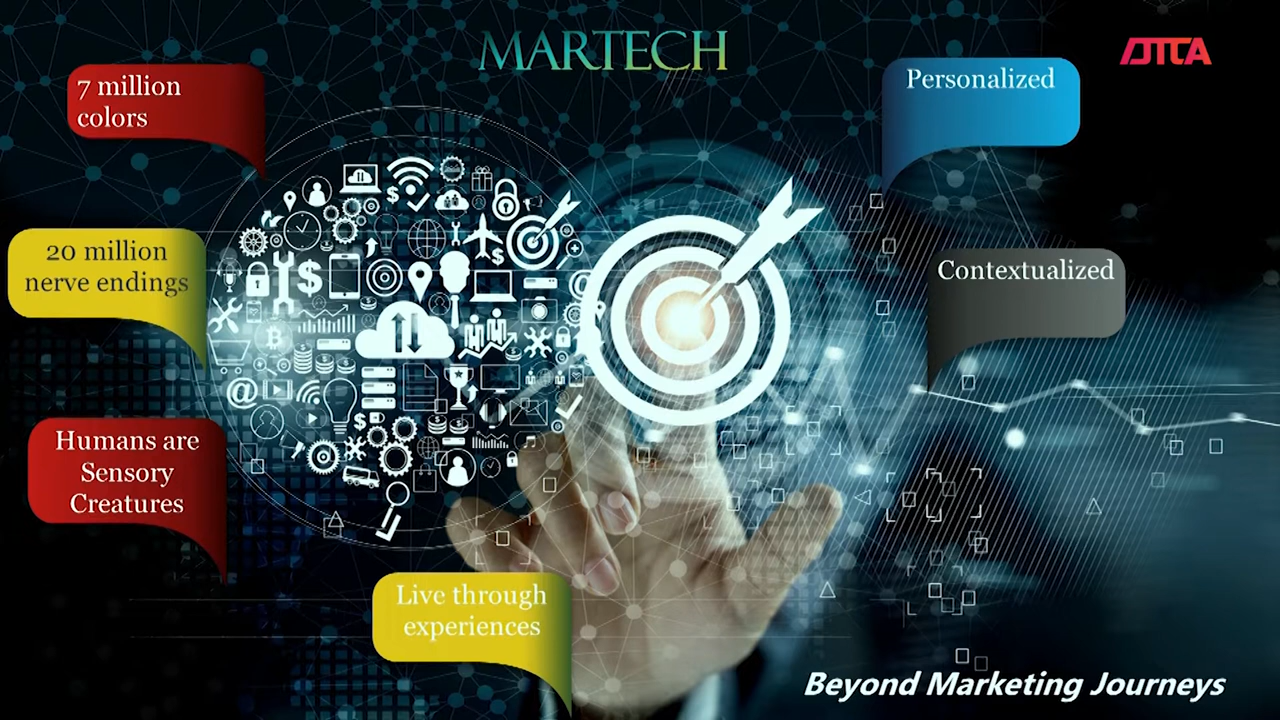 MARTECH
DTCA
7 million
colors
Personalized
20 million
nerve endings
Contextualized
Humans are
Sensory
Creatures
Live through
experiences
Beyond Marketing Journeys